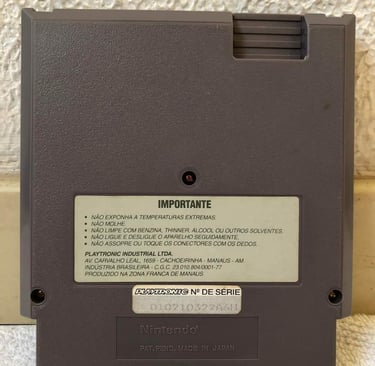 IMPORTANTE
• NÃO EXPONHA A TEMPERATURAS EXTREMAS.
• NÃO MOLHE.
• NÃO LIMPE COM BENZINA, THINNER, ALCOOL OU OUTROS SOLVENTES.
• NÃO LIGUE E DESLIGUE O APARELHO SEGUIDAMENTE.
• NÃO ASSOPRE OU TOQUE OS CONECTORES COM OS DEDOS.
PLAYTRONIC INDUSTRIAL LTDA.
AV. CARVALHO LEAL, 1659 - CACHOEIRINHA - MANAUS - AM
INDÚSTRIA BRASILEIRA - C.G.C. 23.010.804/0001-77
PRODUZIDO NA ZONA FRANCA DE MANAUS
PLAYTRONIC Nº DE SÉRIE
Nintendo
PAT. PEND. MADE IN JAPAN